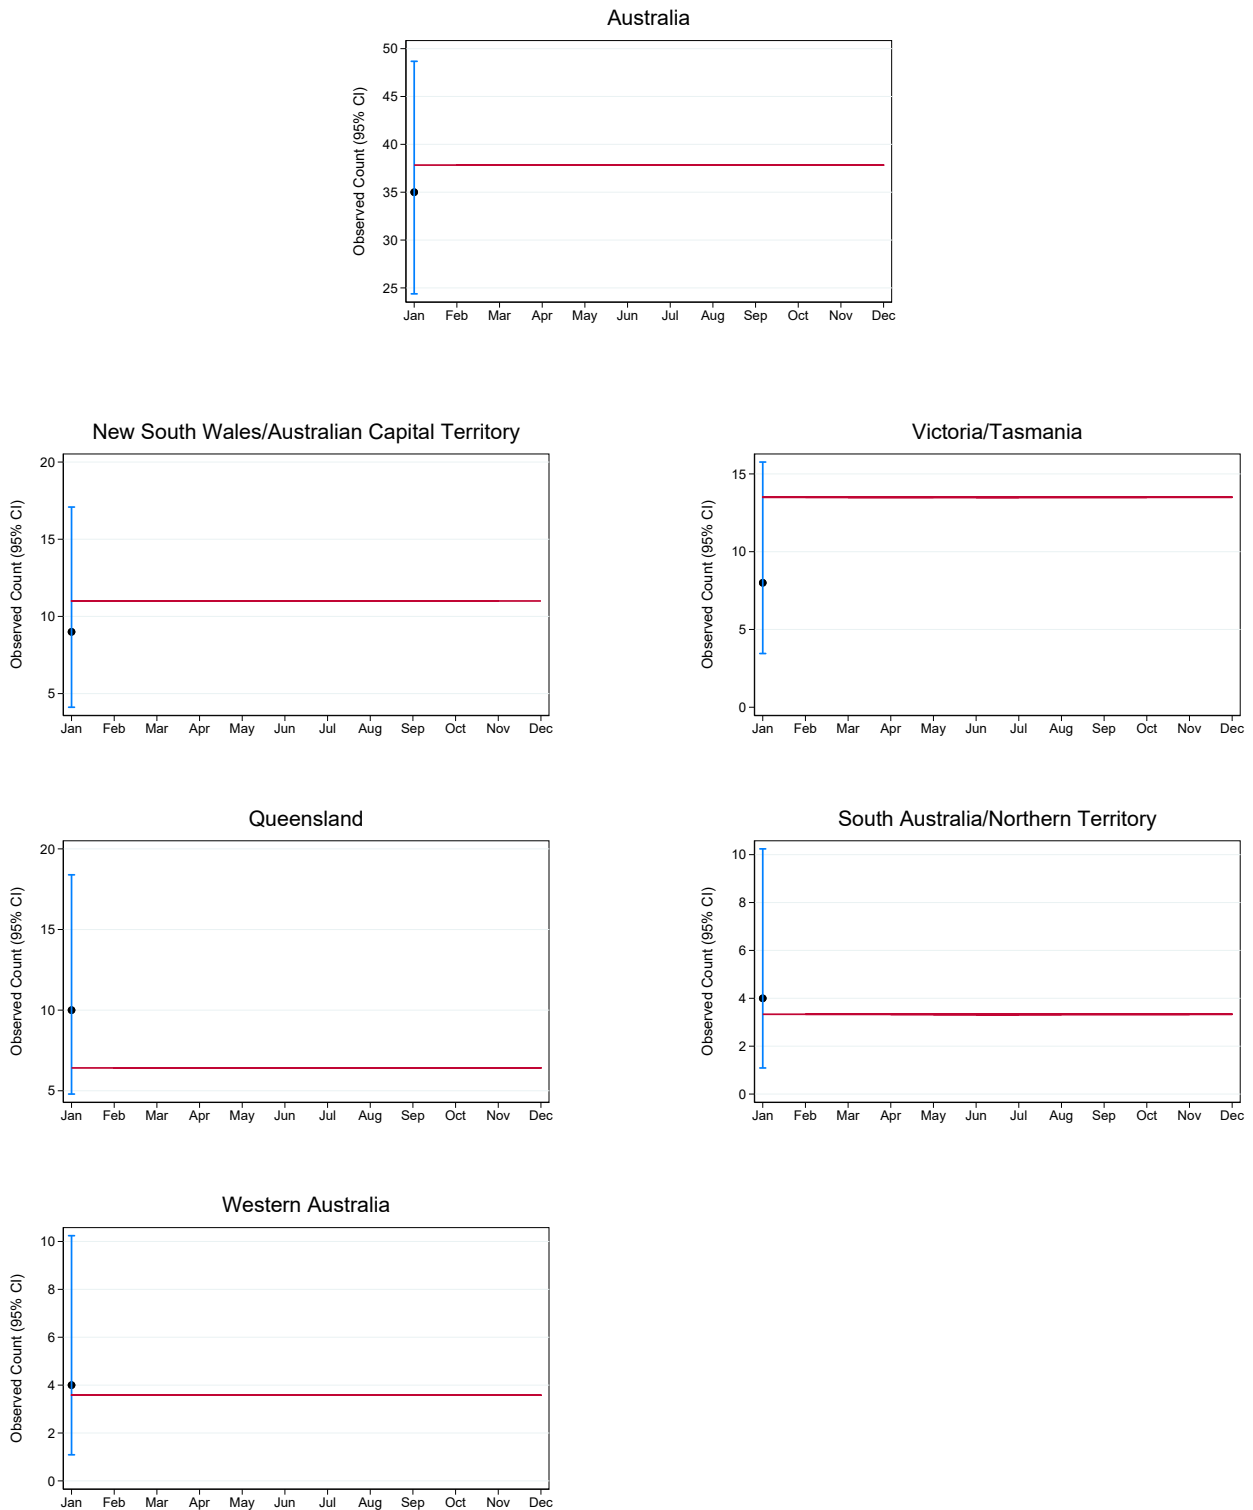 Australia
Observed Count (95% CI)
50
45
40
35
30
25
Jan Feb Mar Apr May Jun Jul Aug Sep Oct Nov Dec
New South Wales/Australian Capital Territory
Observed Count (95% CI)
20
15
10
5
Jan Feb Mar Apr May Jun Jul Aug Sep Oct Nov Dec
Victoria/Tasmania
Observed Count (95% CI)
15
10
5
0
Jan Feb Mar Apr May Jun Jul Aug Sep Oct Nov Dec
Queensland
Observed Count (95% CI)
20
15
10
5
Jan Feb Mar Apr May Jun Jul Aug Sep Oct Nov Dec
South Australia/Northern Territory
Observed Count (95% CI)
10
8
6
4
2
0
Jan Feb Mar Apr May Jun Jul Aug Sep Oct Nov Dec
Western Australia
Observed Count (95% CI)
10
8
6
4
2
0
Jan Feb Mar Apr May Jun Jul Aug Sep Oct Nov Dec